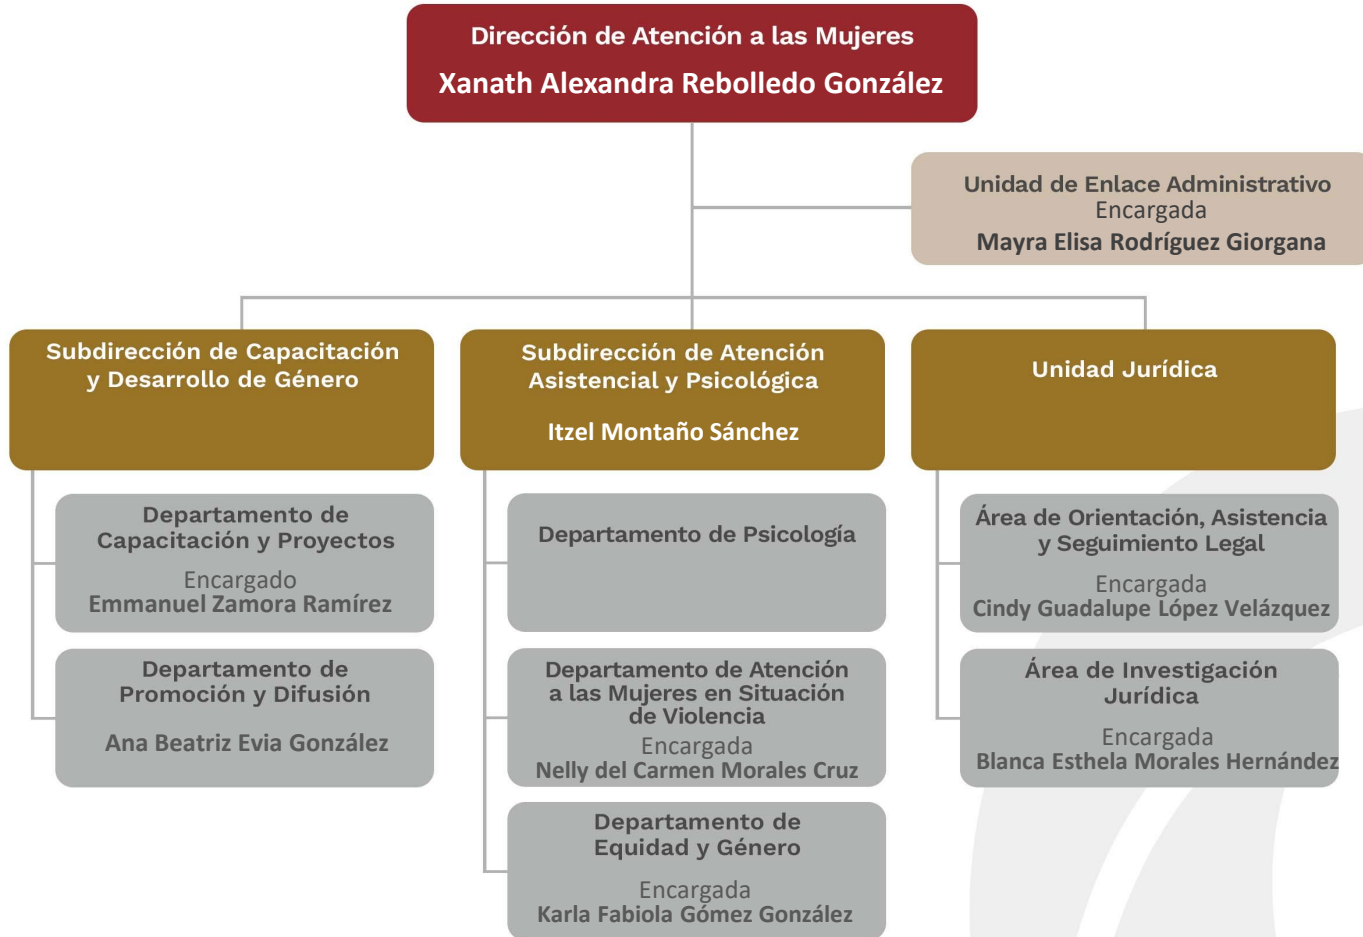 Dirección de Atención a las Mujeres
Xanath Alexandra Rebolledo González
Unidad de Enlace Administrativo
Encargada
Mayra Elisa Rodríguez Giorgana
Subdirección de Capacitación
y Desarrollo de Género
Subdirección de Atención
Asistencial y Psicológica
Itzel Montaño Sánchez
Unidad Jurídica
Departamento de
Capacitación y Proyectos
Encargado
Emmanuel Zamora Ramírez
Departamento de
Promoción y Difusión
Ana Beatriz Evia González
Departamento de Psicología
Departamento de Atención
a las Mujeres en Situación
de Violencia
Encargada
Nelly del Carmen Morales Cruz
Departamento de
Equidad y Género
Encargada
Karla Fabiola Gómez González
Área de Orientación, Asistencia
y Seguimiento Legal
Encargada
Cindy Guadalupe López Velázquez
Área de Investigación
Jurídica
Encargada
Blanca Esthela Morales Hernández